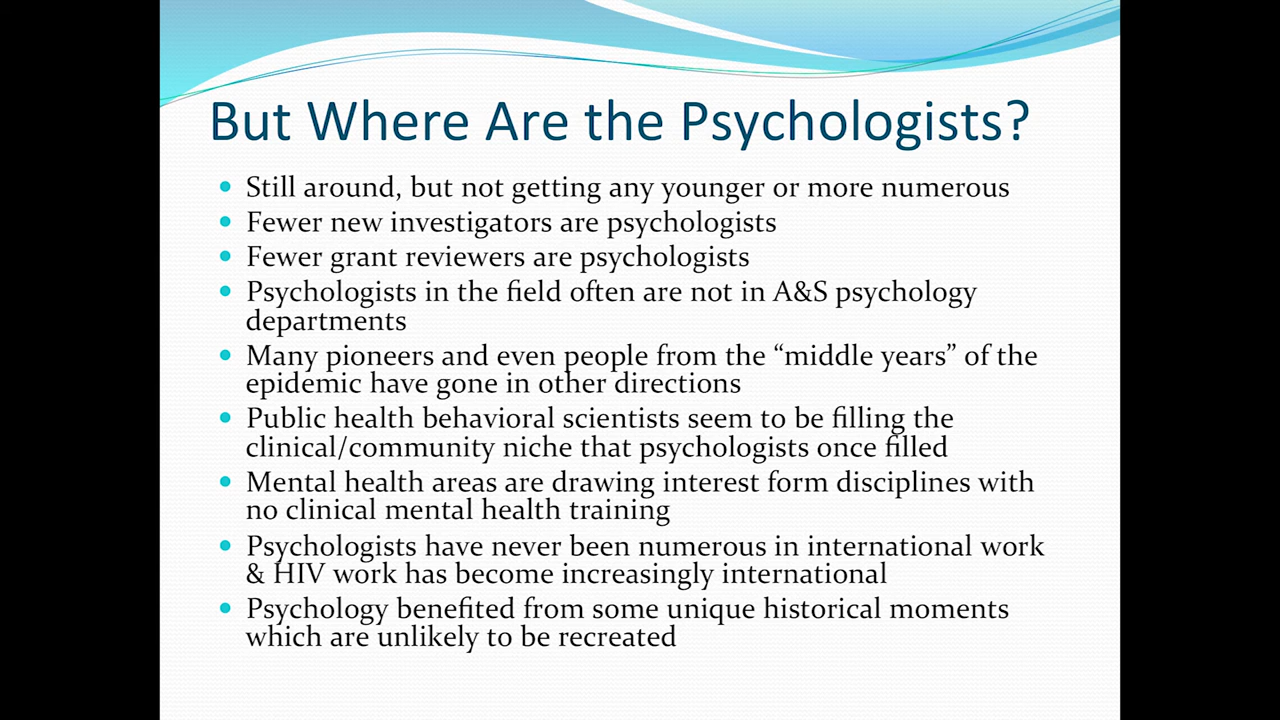 But Where Are the Psychologists?
Still around, but not getting any younger or more numerous
Fewer new investigators are psychologists
Fewer grant reviewers are psychologists
Psychologists in the field often are not in A&S psychology
departments
Many pioneers and even people from the “middle years” of the
epidemic have gone in other directions
Public health behavioral scientists seem to be filling the
clinical/community niche that psychologists once filled
Mental health areas are drawing interest form disciplines with
no clinical mental health training
Psychologists have never been numerous in international work
& HIV work has become increasingly international
Psychology benefited from some unique historical moments
which are unlikely to be recreated